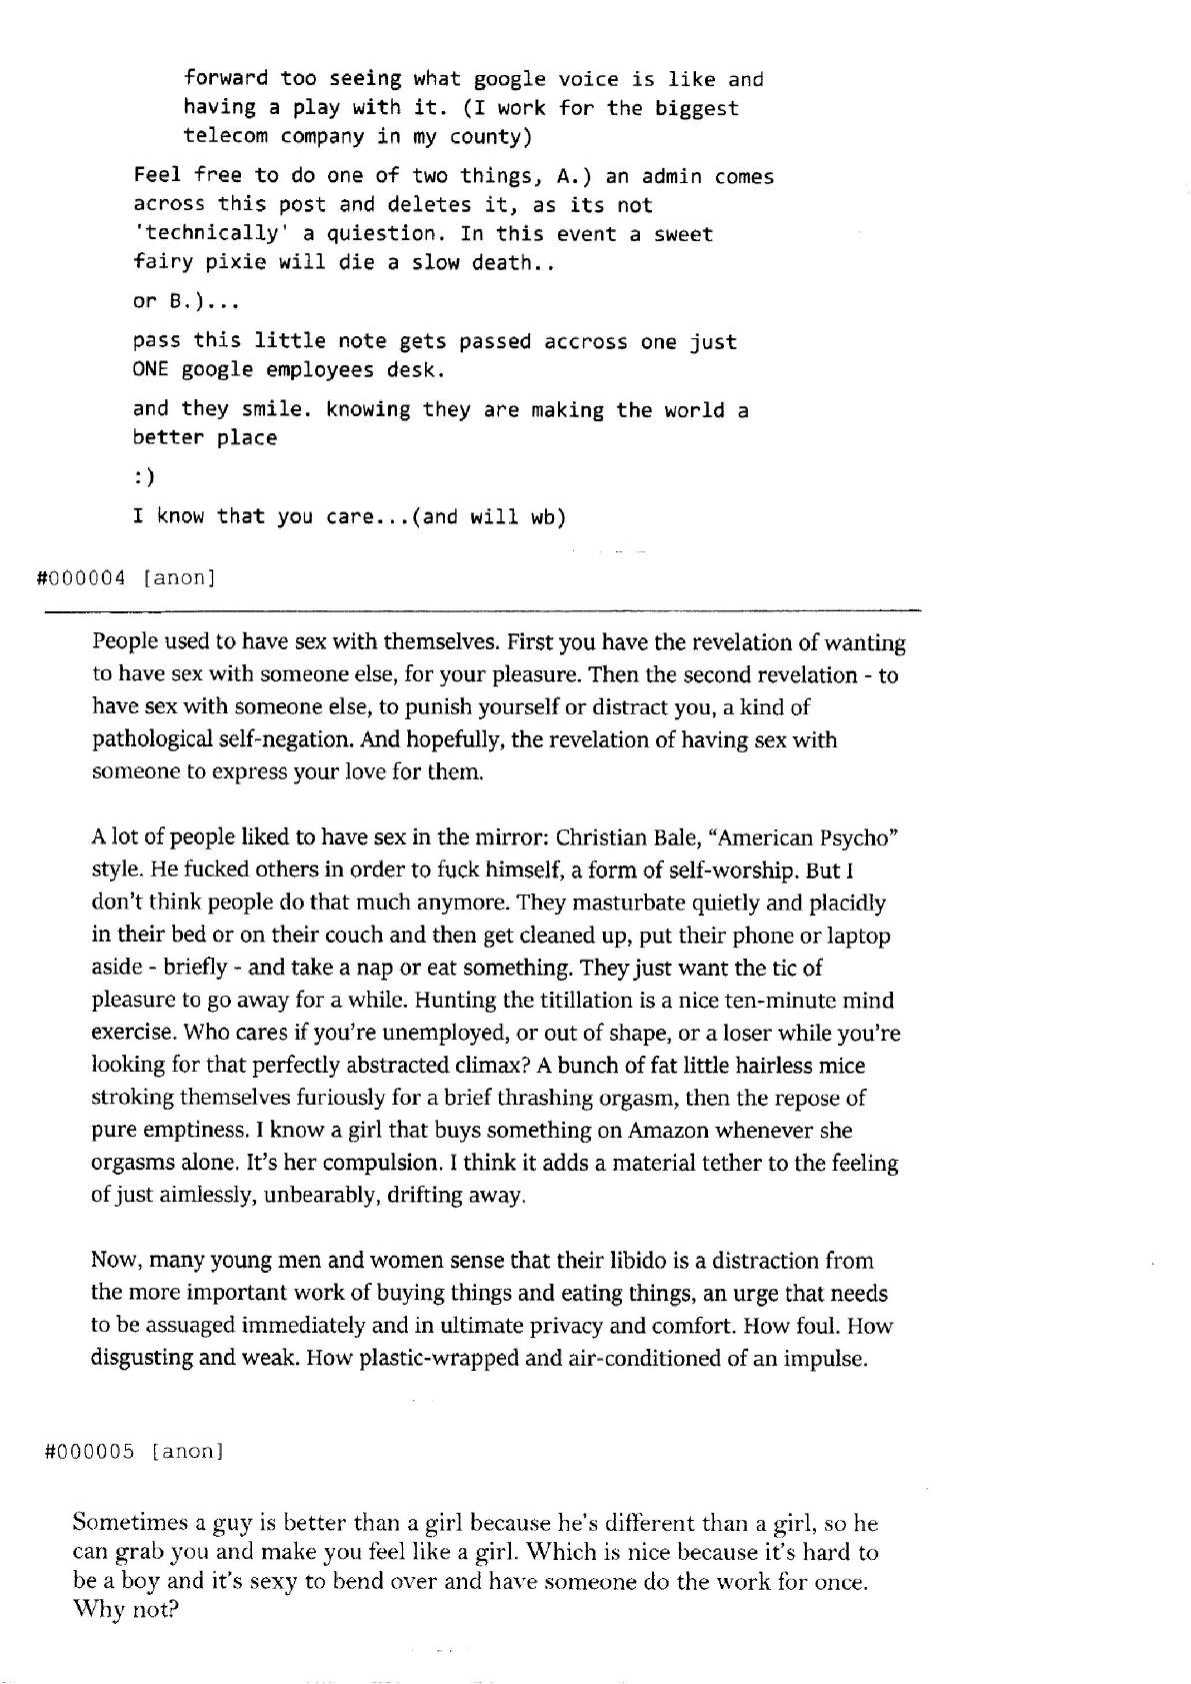 forward too seeing what google voice is like and
having a play with it. (I work for the biggest
telecom company in my county)
Feel free to do one of two things, A.) an admin comes
across this post and deletes it, as its not
'technically' a quiestion. In this event a sweet
fairy pixie will die a slow death..
or B.)...
pass this little note gets passed accross one just
ONE google employees desk.
and they smile. knowing they are making the world a
better place
:)
I know that you care...(and will wb)
#000004 [anon]
People used to have sex with themselves. First you have the revelation of wanting
to have sex with someone else, for your pleasure. Then the second revelation - to
have sex with someone else, to punish yourself or distract you, a kind of
pathological self-negation. And hopefully, the revelation of having sex with
someone to express your love for them.
A lot of people liked to have sex in the mirror: Christian Bale, “American Psycho”
style. He fucked others in order to fuck himself, a form of self-worship. But I
don’t think people do that much anymore. They masturbate quietly and placidly
in their bed or on their couch and then get cleaned up, put their phone or laptop
aside - briefly - and take a nap or eat something. They just want the tic of
pleasure to go away for a while. Hunting the titillation is a nice ten-minute mind
exercise. Who cares if you’re unemployed, or out of shape, or a loser while you’re
looking for that perfectly abstracted climax? A bunch of fat little hairless mice
stroking themselves furiously for a brief thrashing orgasm, then the repose of
pure emptiness. I know a girl that buys something on Amazon whenever she
orgasms alone. It’s her compulsion. I think it adds a material tether to the feeling
of just aimlessly, unbearably, drifting away.
Now, many young men and women sense that their libido is a distraction from
the more important work of buying things and eating things, an urge that needs
to be assuaged immediately and in ultimate privacy and comfort. How foul. How
disgusting and weak. How plastic-wrapped and air-conditioned of an impulse.
#000005 [anon]
Sometimes a guy is better than a girl because he's different than a girl, so he
can grab you and make you feel like a girl. Which is nice because it's hard to
be a boy and it's sexy to bend over and have someone do the work for once.
Why not?